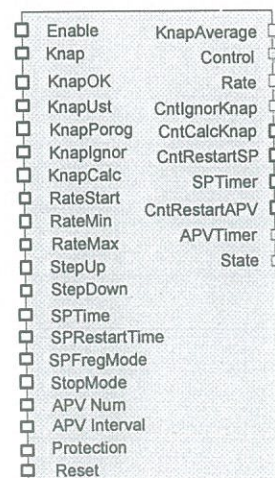 Enable KnapAverage
Knap Control
KnapOK Rate
KnapUst CntIgnorKnap
KnapPorog CntCalcKnap
KnapIgnor CntRestartSP
KnapCalc SPTimer
RateStart CntRestartAPV
RateMin APVTimer
RateMax State
StepUp
StepDown
SPTime
SPRestartTime
SPFregMode
StopMode
APV Num
APV Interval
Protection
Reset